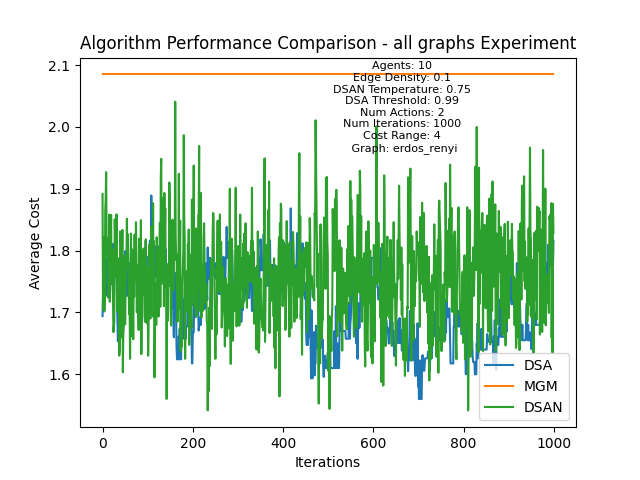 Algorithm Performance Comparison - all graphs Experiment
Agents: 10
Edge Density: 0.1
DSAN Temperature: 0.75
DSA Threshold: 0.99
Num Actions: 2
Num Iterations: 1000
Cost Range: 4
Graph: erdos_renyi
Average Cost
2.1
2.0
1.9
1.8
1.7
1.6
DSA
MGM
DSAN
0
200
400
600
800
1000
Iterations